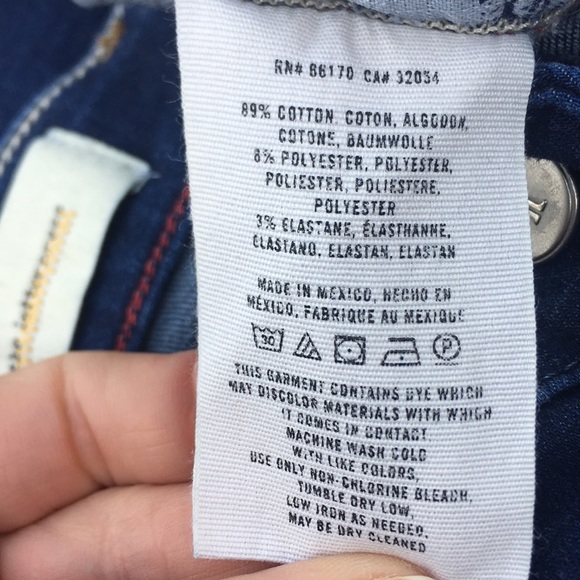 RN# 66170 CA# 32054
89% COTTON, COTON, ALGODON,
COTONE, BAUMWOLLE
8% POLYESTER, POLYESTER,
POLIESTER, POLIESTERE,
POLYESTER
3% ELASTANE, ÉLASTHANNE,
ELASTANO, ELASTAN, ELASTAN
MADE IN MEXICO, HECHO EN
MÉXICO, FABRIQUE AU MEXIQUE
30 P
THIS GARMENT CONTAINS DYE WHICH
MAY DISCOLOR MATERIALS WITH WHICH
IT COMES IN CONTACT
MACHINE WASH COLD
WITH LIKE COLORS,
USE ONLY NON-CHLORINE BLEACH,
TUMBLE DRY LOW,
LOW IRON AS NEEDED,
MAY BE DRY CLEANED